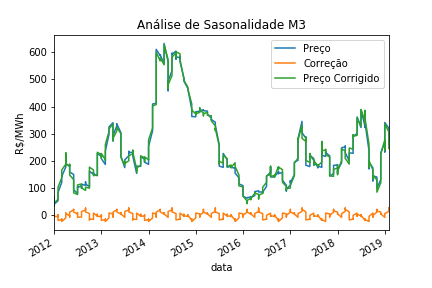 Análise de Sasonalidade M3
Preço
Correção
Preço Corrigido
R$/MWh
600
500
400
300
200
100
0
2012
2013
2014
2015
2016
2017
2018
2019
data